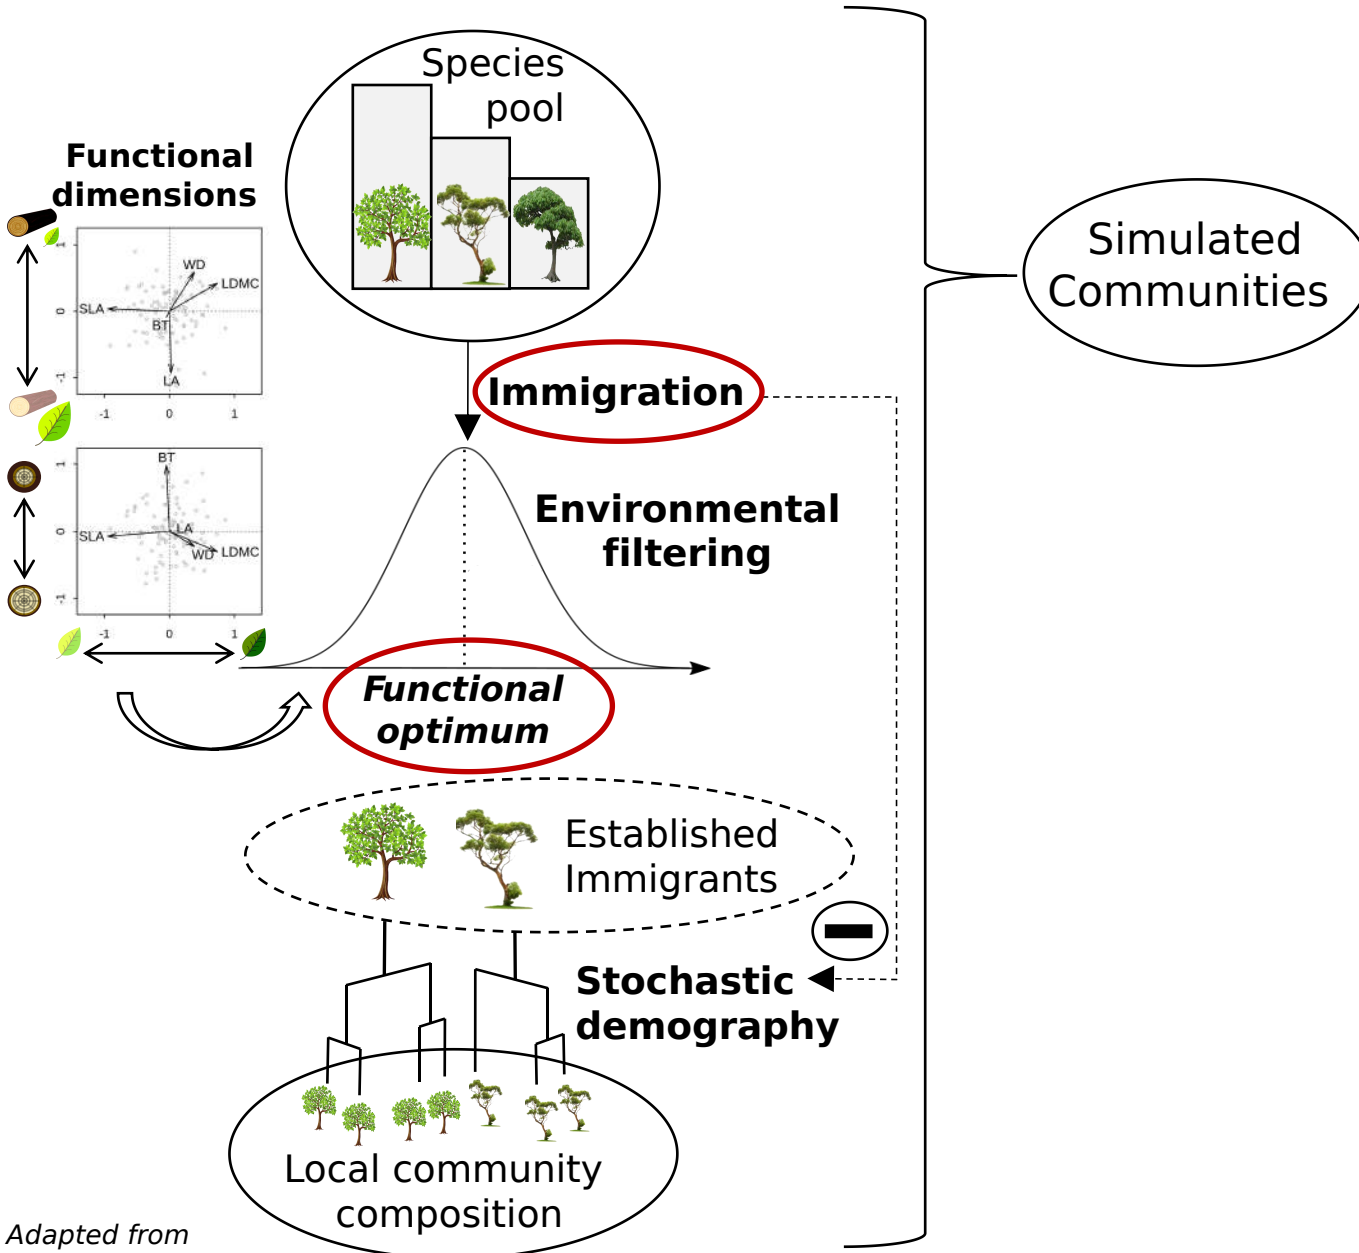 Species
pool
Functional
dimensions
WD
LDMC
SLA
BT
LA
1
0
-1
-1 0 1
BT
SLA
LA
WD
LDMC
1
0
-1
-1 0 1
Immigration
Environmental
filtering
Functional
optimum
Established
Immigrants
Stochastic
demography
Local community
composition
Simulated
Communities
Adapted from